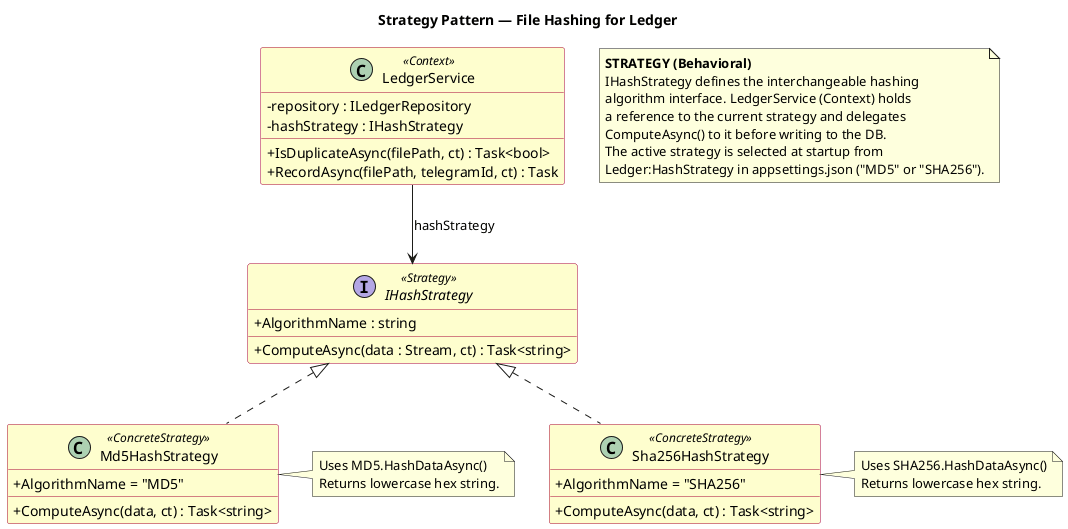 Strategy Pattern — File Hashing for Ledger
C
«Context»
LedgerService
-repository : ILedgerRepository
-hashStrategy : IHashStrategy
+IsDuplicateAsync(filePath, ct) : Task<bool>
+RecordAsync(filePath, telegramId, ct) : Task
STRATEGY (Behavioral)
IHashStrategy defines the interchangeable hashing
algorithm interface. LedgerService (Context) holds
a reference to the current strategy and delegates
ComputeAsync() to it before writing to the DB.
The active strategy is selected at startup from
Ledger:HashStrategy in appsettings.json ("MD5" or "SHA256").
hashStrategy
I
«Strategy»
IHashStrategy
+AlgorithmName : string
+ComputeAsync(data : Stream, ct) : Task<string>
C
«ConcreteStrategy»
Md5HashStrategy
+AlgorithmName = "MD5"
+ComputeAsync(data, ct) : Task<string>
Uses MD5.HashDataAsync()
Returns lowercase hex string.
C
«ConcreteStrategy»
Sha256HashStrategy
+AlgorithmName = "SHA256"
+ComputeAsync(data, ct) : Task<string>
Uses SHA256.HashDataAsync()
Returns lowercase hex string.